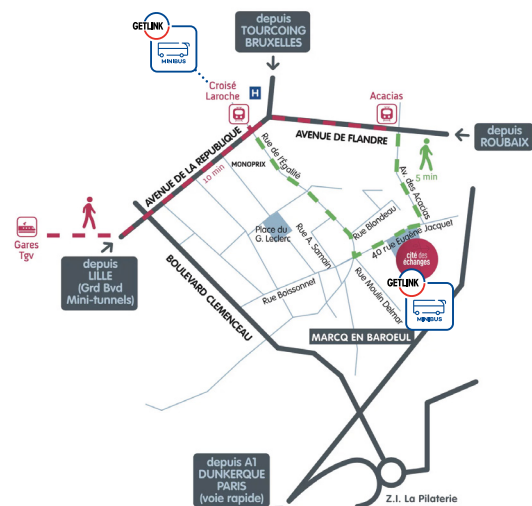 GETLINK
MINIBUS
depuis
TOURCOING
BRUXELLES
Croisé
Laroche
H
Acacias
AVENUE DE FLANDRE
depuis
ROUBAIX
AVENUE DE LA REPUBLIQUE
10 min
MONOPRIX
Rue de l'Égalité
5 min
Av. des Acacias
Gares
Tgv
depuis
LILLE
(Grd Bvd
Mini-tunnels)
Place du
G. Leclerc
Rue A. Samain
Rue Blondeau
40 rue Eugène Jacquet
cité des
échanges
BOULEVARD CLEMENCEAU
Rue Boissonnet
Rue Moulin Delmar
GETLINK
MINIBUS
MARCQ EN BAROEUL
depuis A1
DUNKERQUE
PARIS
(voie rapide)
Z.I. La Pilaterie